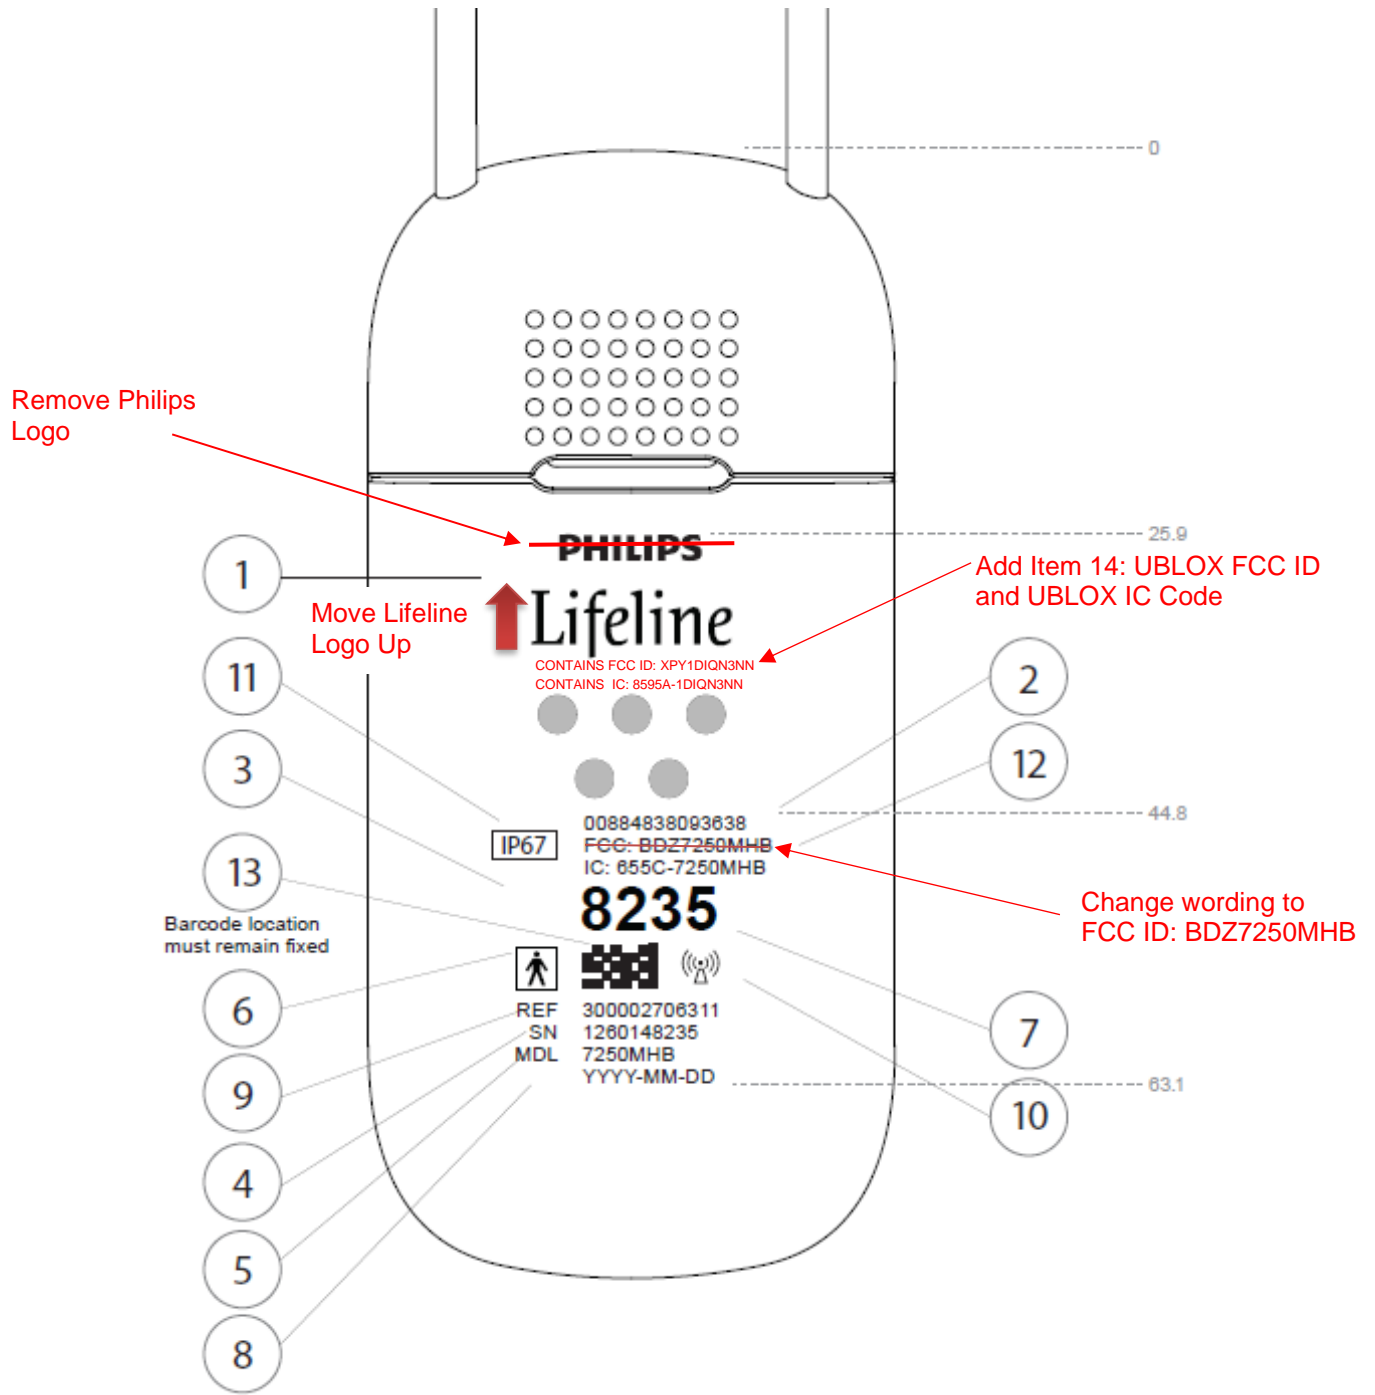 0
Remove Philips
Logo
PHILIPS
25.9
1
Add Item 14: UBLOX FCC ID
and UBLOX IC Code
Move Lifeline
Logo Up
Lifeline
CONTAINS FCC ID: XPY1DIQN3NN
CONTAINS IC: 8595A-1DIQN3NN
11
2
3
12
44.8
00884838093638
IP67
FCC: BDZ7250MHB
IC: 655C-7250MHB
13
8235
Change wording to
FCC ID: BDZ7250MHB
Barcode location
must remain fixed
6
REF 300002706311
SN 1260148235
MDL 7250MHB
YYYY-MM-DD
7
63.1
9
10
4
5
8